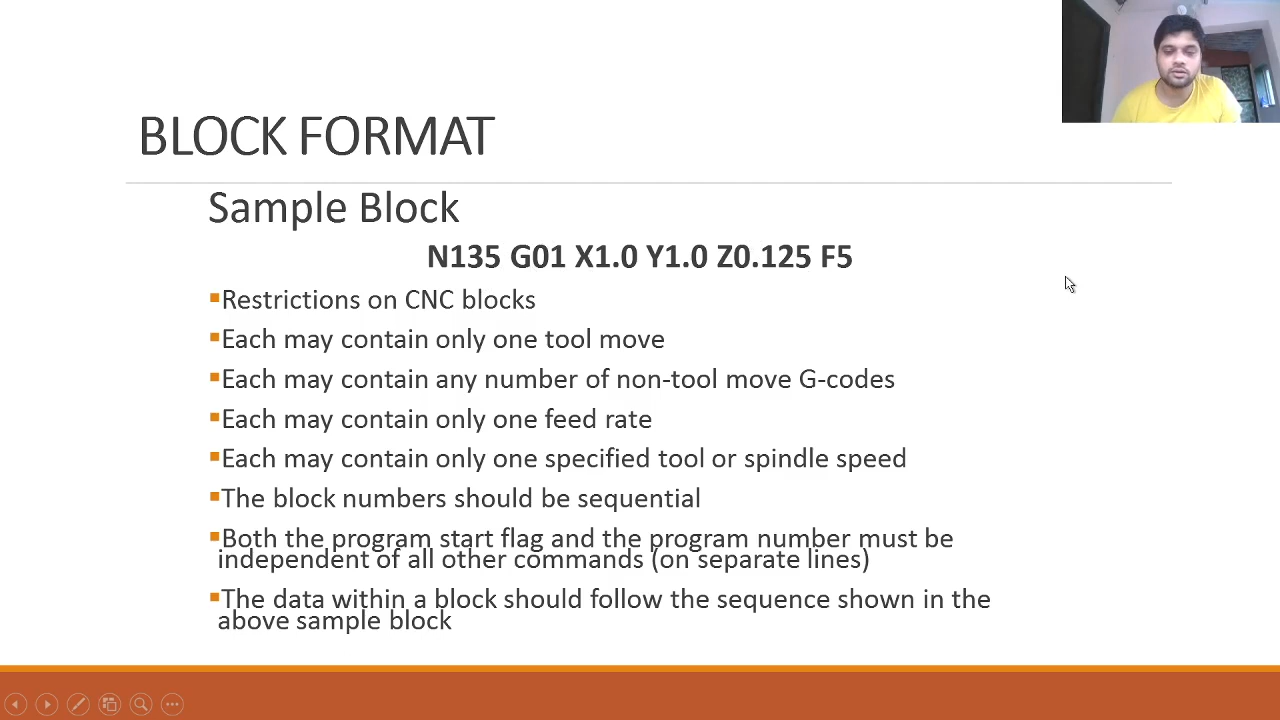 BLOCK FORMAT
Sample Block
N135 G01 X1.0 Y1.0 Z0.125 F5
▪Restrictions on CNC blocks
▪Each may contain only one tool move
▪Each may contain any number of non-tool move G-codes
▪Each may contain only one feed rate
▪Each may contain only one specified tool or spindle speed
▪The block numbers should be sequential
▪Both the program start flag and the program number must be
independent of all other commands (on separate lines)
▪The data within a block should follow the sequence shown in the
above sample block